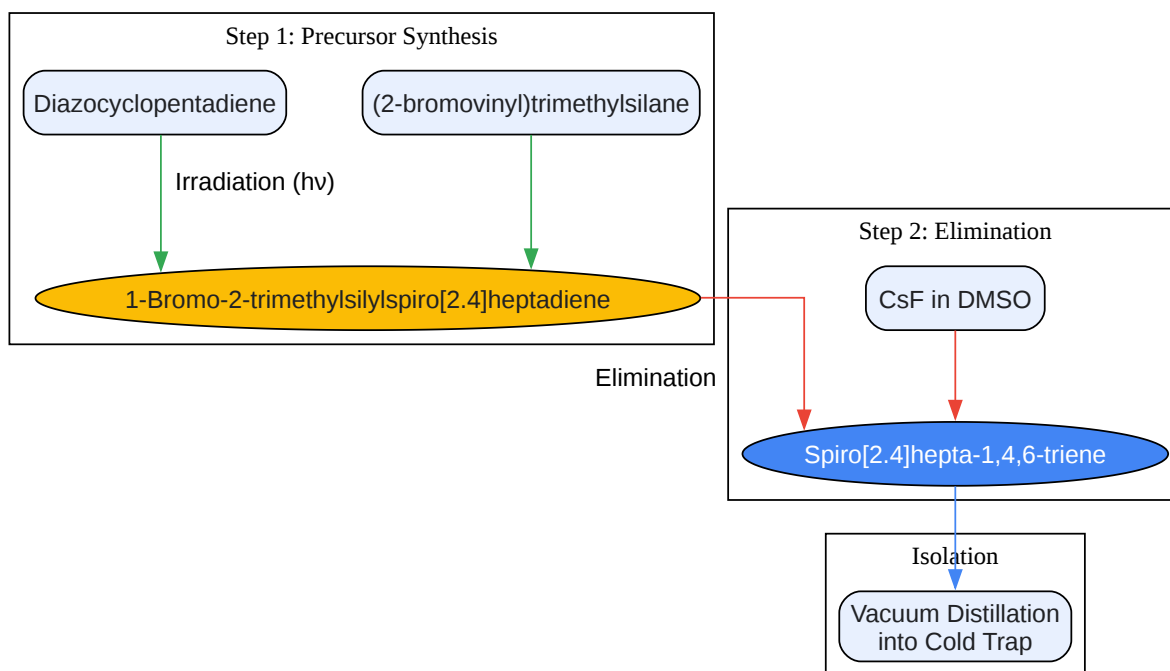 Step 1: Precursor Synthesis
Diazocyclopentadiene
(2-bromovinyl)trimethylsilane
Irradiation (hν)
1-Bromo-2-trimethylsilylspiro[2.4]heptadiene
Step 2: Elimination
CsF in DMSO
Elimination
Spiro[2.4]hepta-1,4,6-triene
Isolation
Vacuum Distillation
into Cold Trap